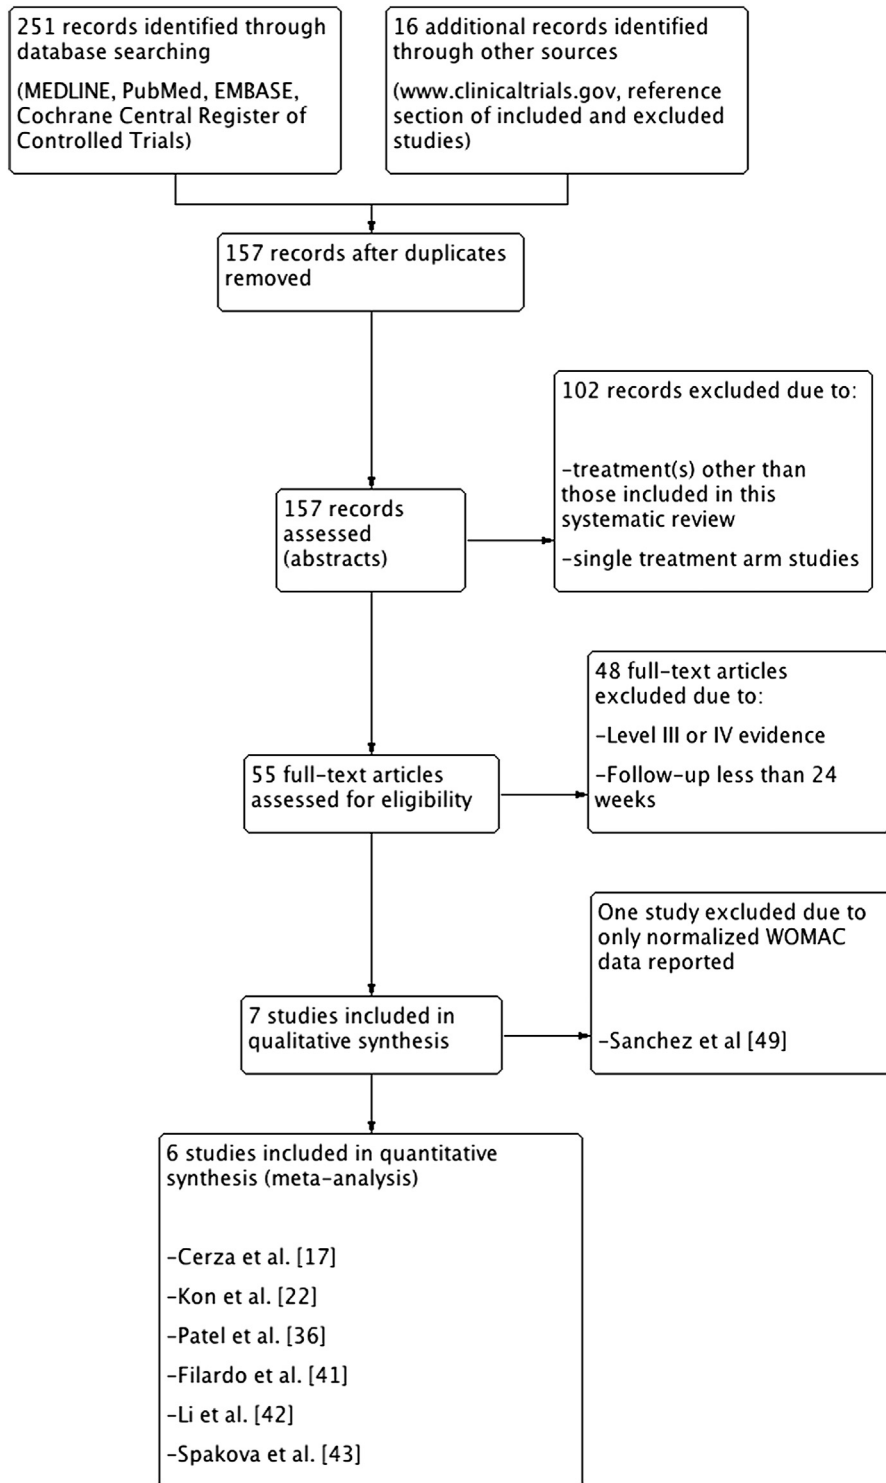 251 records identified through
database searching
(MEDLINE, PubMed, EMBASE,
Cochrane Central Register of
Controlled Trials)
16 additional records identified
through other sources
(www.clinicaltrials.gov, reference
section of included and excluded
studies)
157 records after duplicates
removed
102 records excluded due to:
-treatment(s) other than
those included in this
systematic review
-single treatment arm studies
157 records
assessed
(abstracts)
48 full-text articles
excluded due to:
-Level III or IV evidence
-Follow-up less than 24
weeks
55 full-text articles
assessed for eligibility
One study excluded due to
only normalized WOMAC
data reported
-Sanchez et al [49]
7 studies included in
qualitative synthesis
6 studies included in quantitative
synthesis (meta-analysis)
-Cerza et al. [17]
-Kon et al. [22]
-Patel et al. [36]
-Filardo et al. [41]
-Li et al. [42]
-Spakova et al. [43]